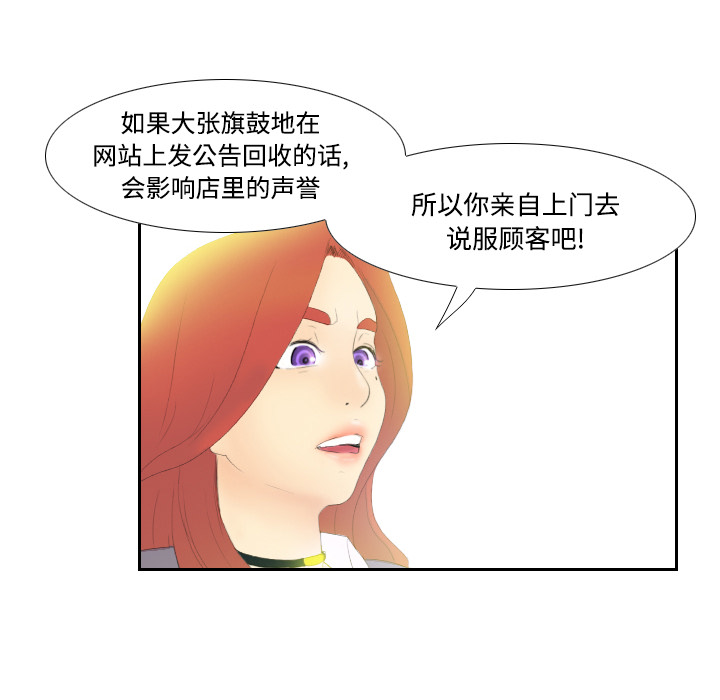 如果大张旗鼓地在
网站上发公告回收的话,
会影响店里的声誉
所以你亲自上门去
说服顾客吧!